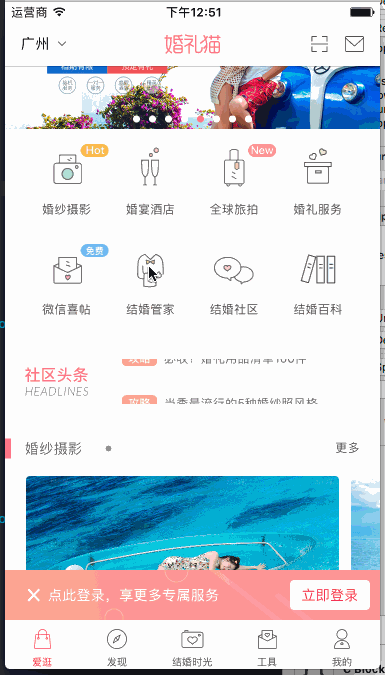 运营商 下午12:51
广州 婚礼猫
Hot New
婚纱摄影 婚宴酒店 全球旅拍 婚礼服务
免费
微信喜帖 结婚管家 结婚社区 结婚百科
社区头条
HEADLINES
攻略 必收！婚礼用品清单100件
攻略 当季最流行的5种婚纱照风格
婚纱摄影 更多
点此登录，享更多专属服务 立即登录
爱逛 发现 结婚时光 工具 我的